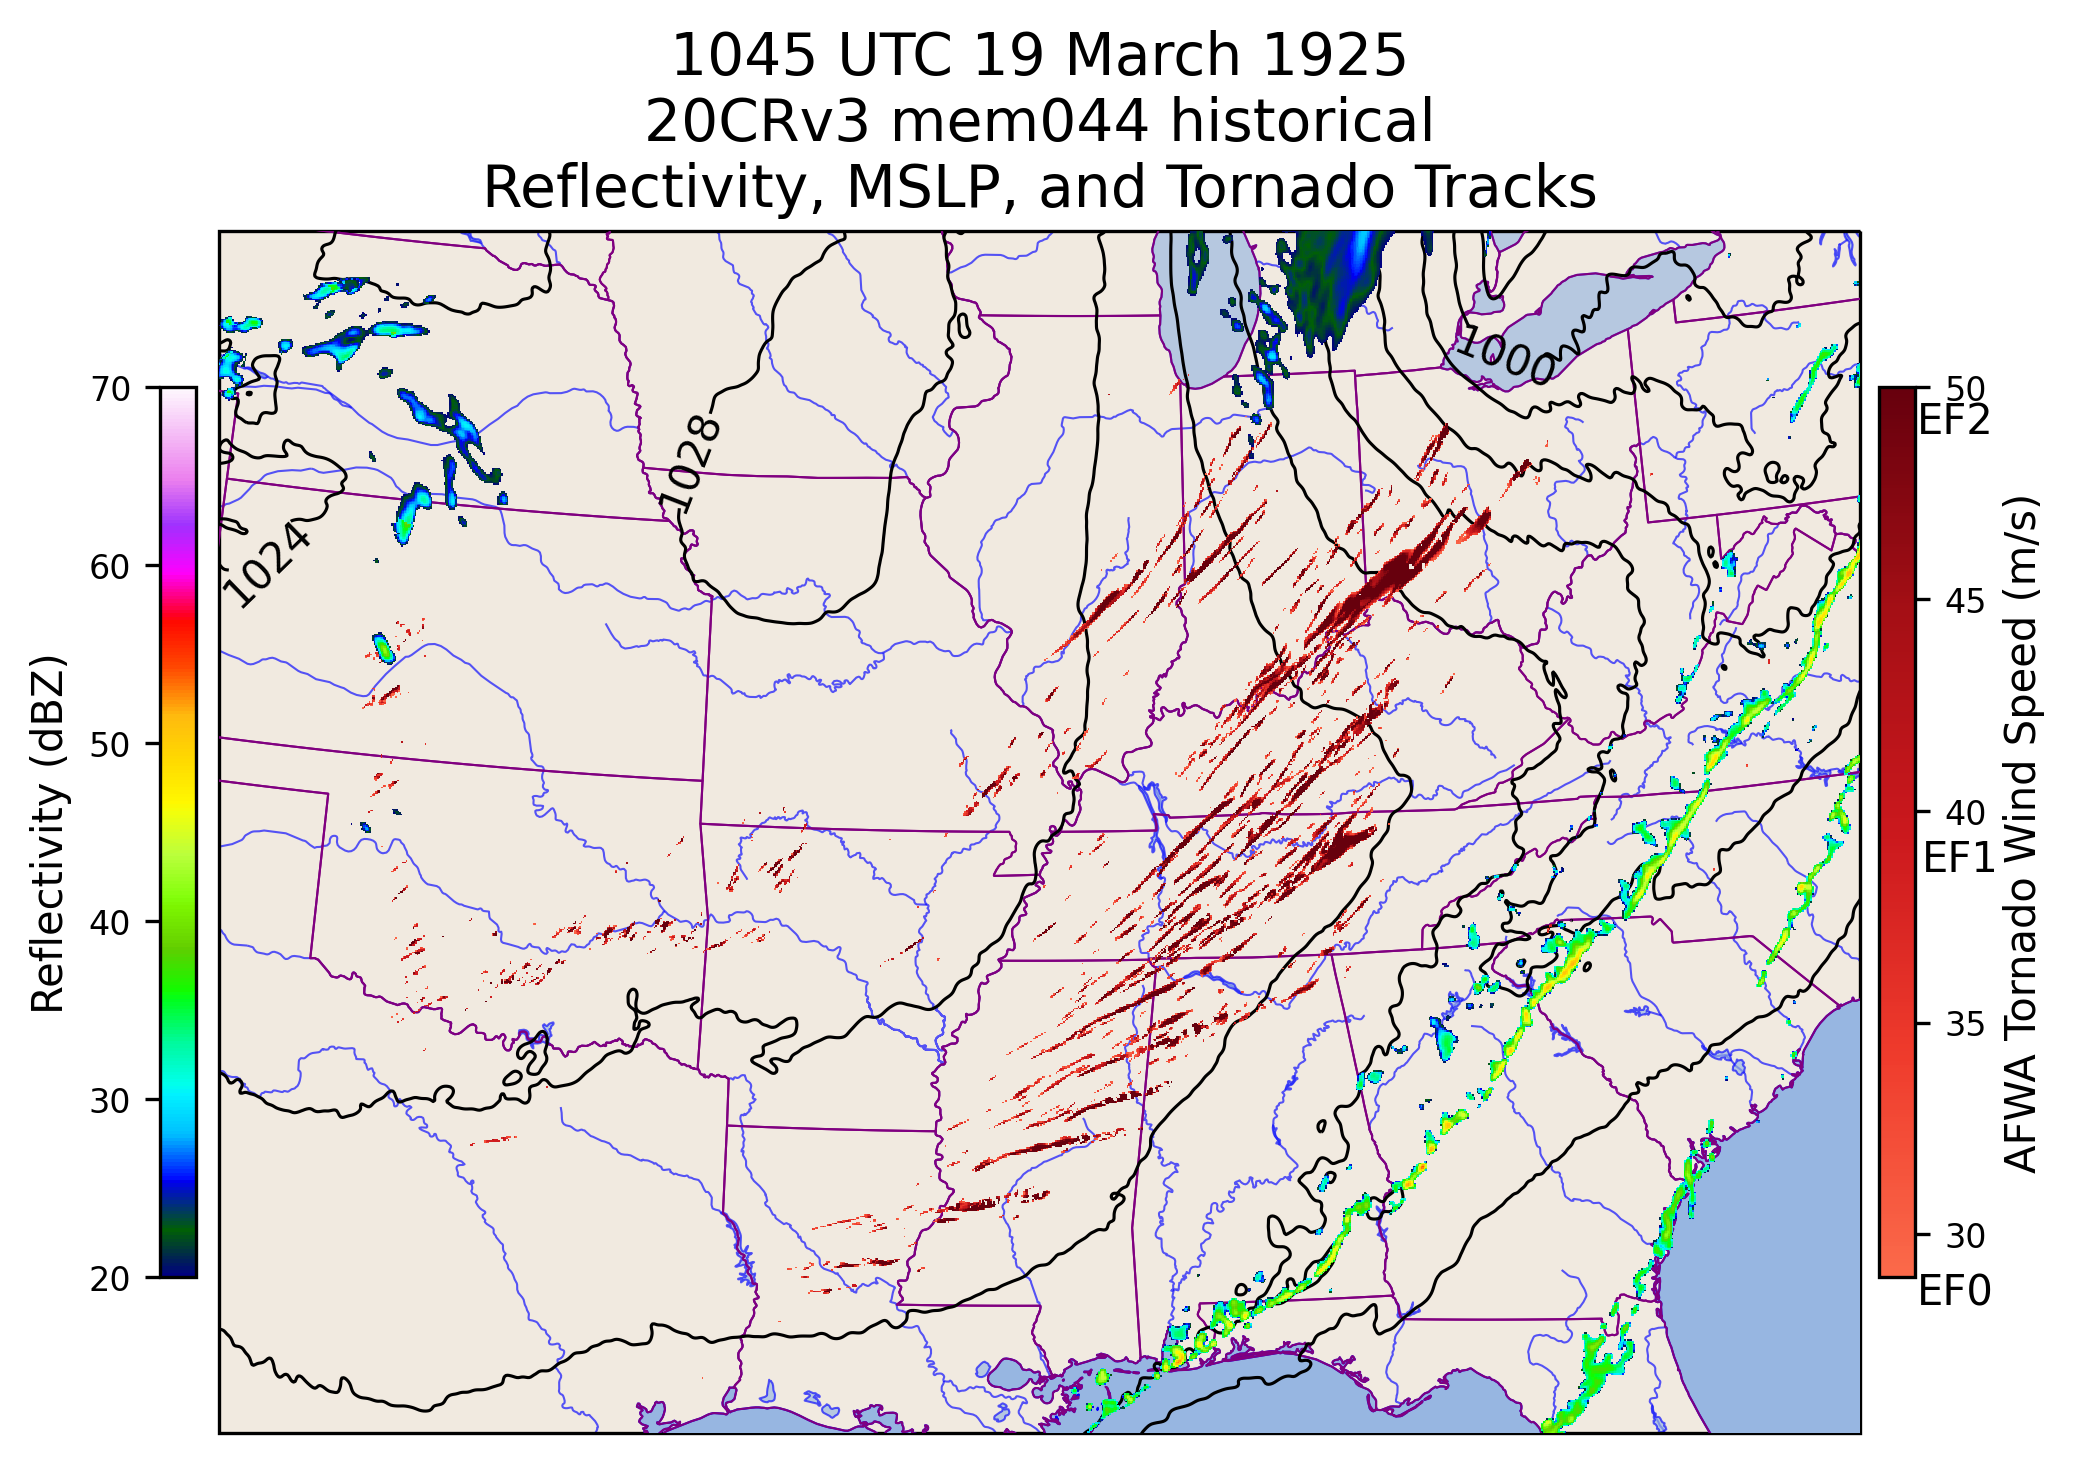 1045 UTC 19 March 1925
20CRv3 mem044 historical
Reflectivity, MSLP, and Tornado Tracks
Reflectivity (dBZ)
70
60
50
40
30
20
1000
1028
1024
50
EF2
45
40
EF1
35
30
EF0
AFWA Tornado Wind Speed (m/s)